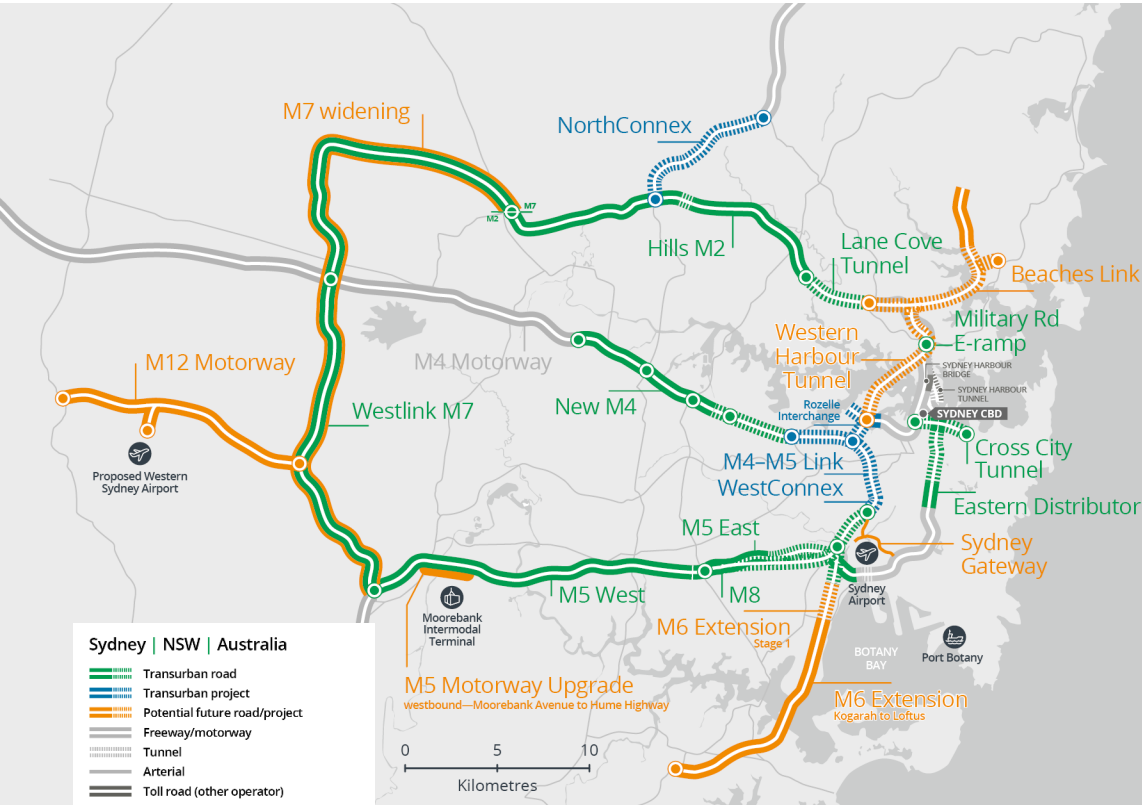 M7 widening
NorthConnex
M7
M2
Hills M2
Lane Cove
Tunnel
Beaches Link
Military Rd
E-ramp
Western
Harbour
Tunnel
M12 Motorway
M4 Motorway
SYDNEY HARBOUR
BRIDGE
SYDNEY HARBOUR
TUNNEL
Westlink M7
New M4
Rozelle
Interchange
SYDNEY CBD
Cross City
Tunnel
Proposed Western
Sydney Airport
M4–M5 Link
WestConnex
Eastern Distributor
M5 East
Sydney
Gateway
M5 West
M8
Sydney
Airport
Moorebank
Intermodal
Terminal
M6 Extension
Stage 1
BOTANY
BAY
Port Botany
M5 Motorway Upgrade
westbound—Moorebank Avenue to Hume Highway
M6 Extension
Kogarah to Loftus
Sydney | NSW | Australia
Transurban road
Transurban project
Potential future road/project
Freeway/motorway
Tunnel
Arterial
Toll road (other operator)
0 5 10
Kilometres